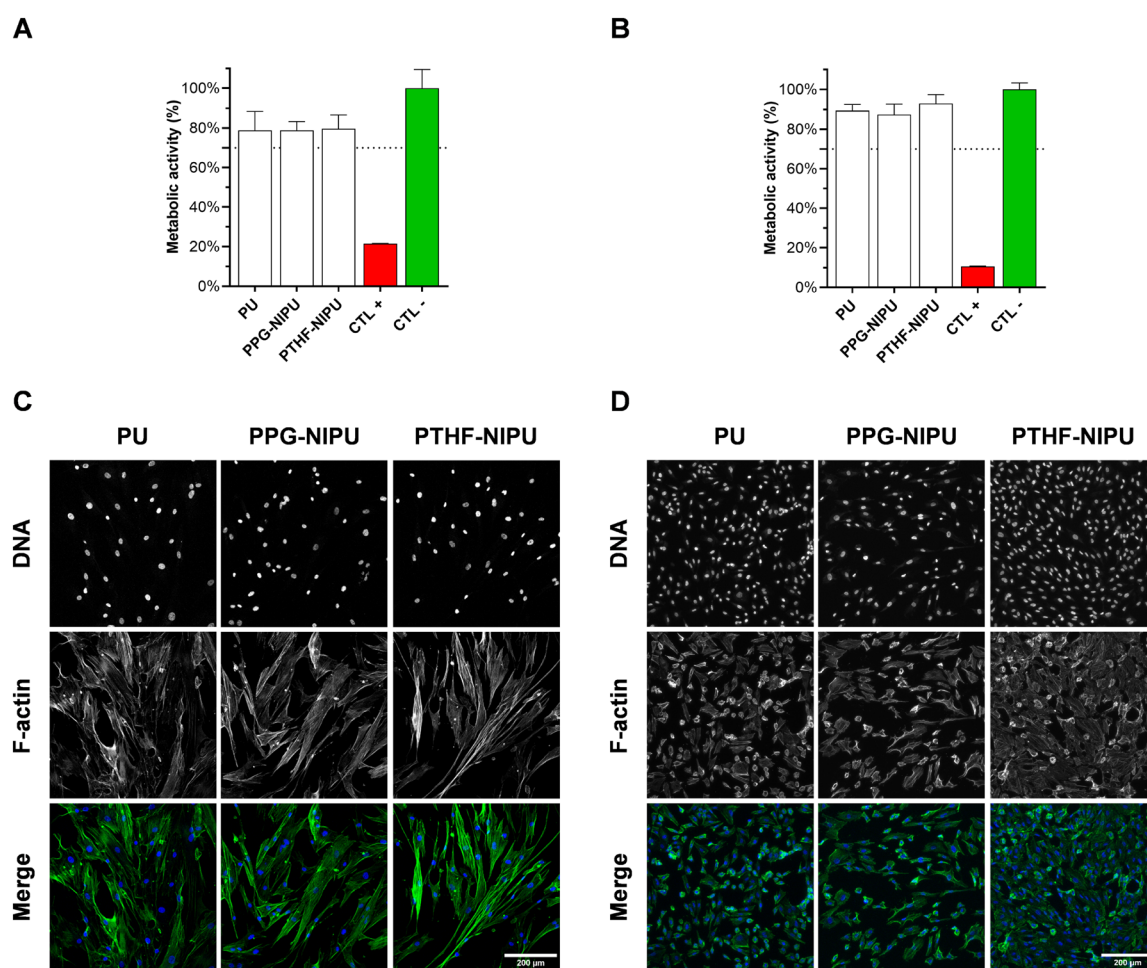 A
Metabolic activity (%)
100%
80%
60%
40%
20%
0%
PU
PPG-NIPU
PTHF-NIPU
CTL +
CTL -
B
Metabolic activity (%)
100%
80%
60%
40%
20%
0%
PU
PPG-NIPU
PTHF-NIPU
CTL +
CTL -
C
PU PPG-NIPU PTHF-NIPU
DNA
F-actin
Merge
200 µm
D
PU PPG-NIPU PTHF-NIPU
DNA
F-actin
Merge
200 µm